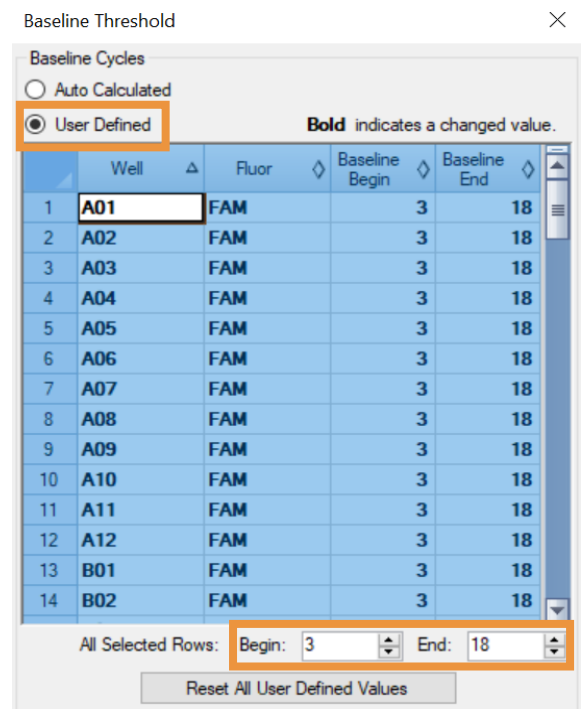 Baseline Threshold
Baseline Cycles
Auto Calculated
User Defined
Bold indicates a changed value.
Well Fluor Baseline Begin Baseline End
1 A01 FAM 3 18
2 A02 FAM 3 18
3 A03 FAM 3 18
4 A04 FAM 3 18
5 A05 FAM 3 18
6 A06 FAM 3 18
7 A07 FAM 3 18
8 A08 FAM 3 18
9 A09 FAM 3 18
10 A10 FAM 3 18
11 A11 FAM 3 18
12 A12 FAM 3 18
13 B01 FAM 3 18
14 B02 FAM 3 18
All Selected Rows: Begin: 3 End: 18
Reset All User Defined Values